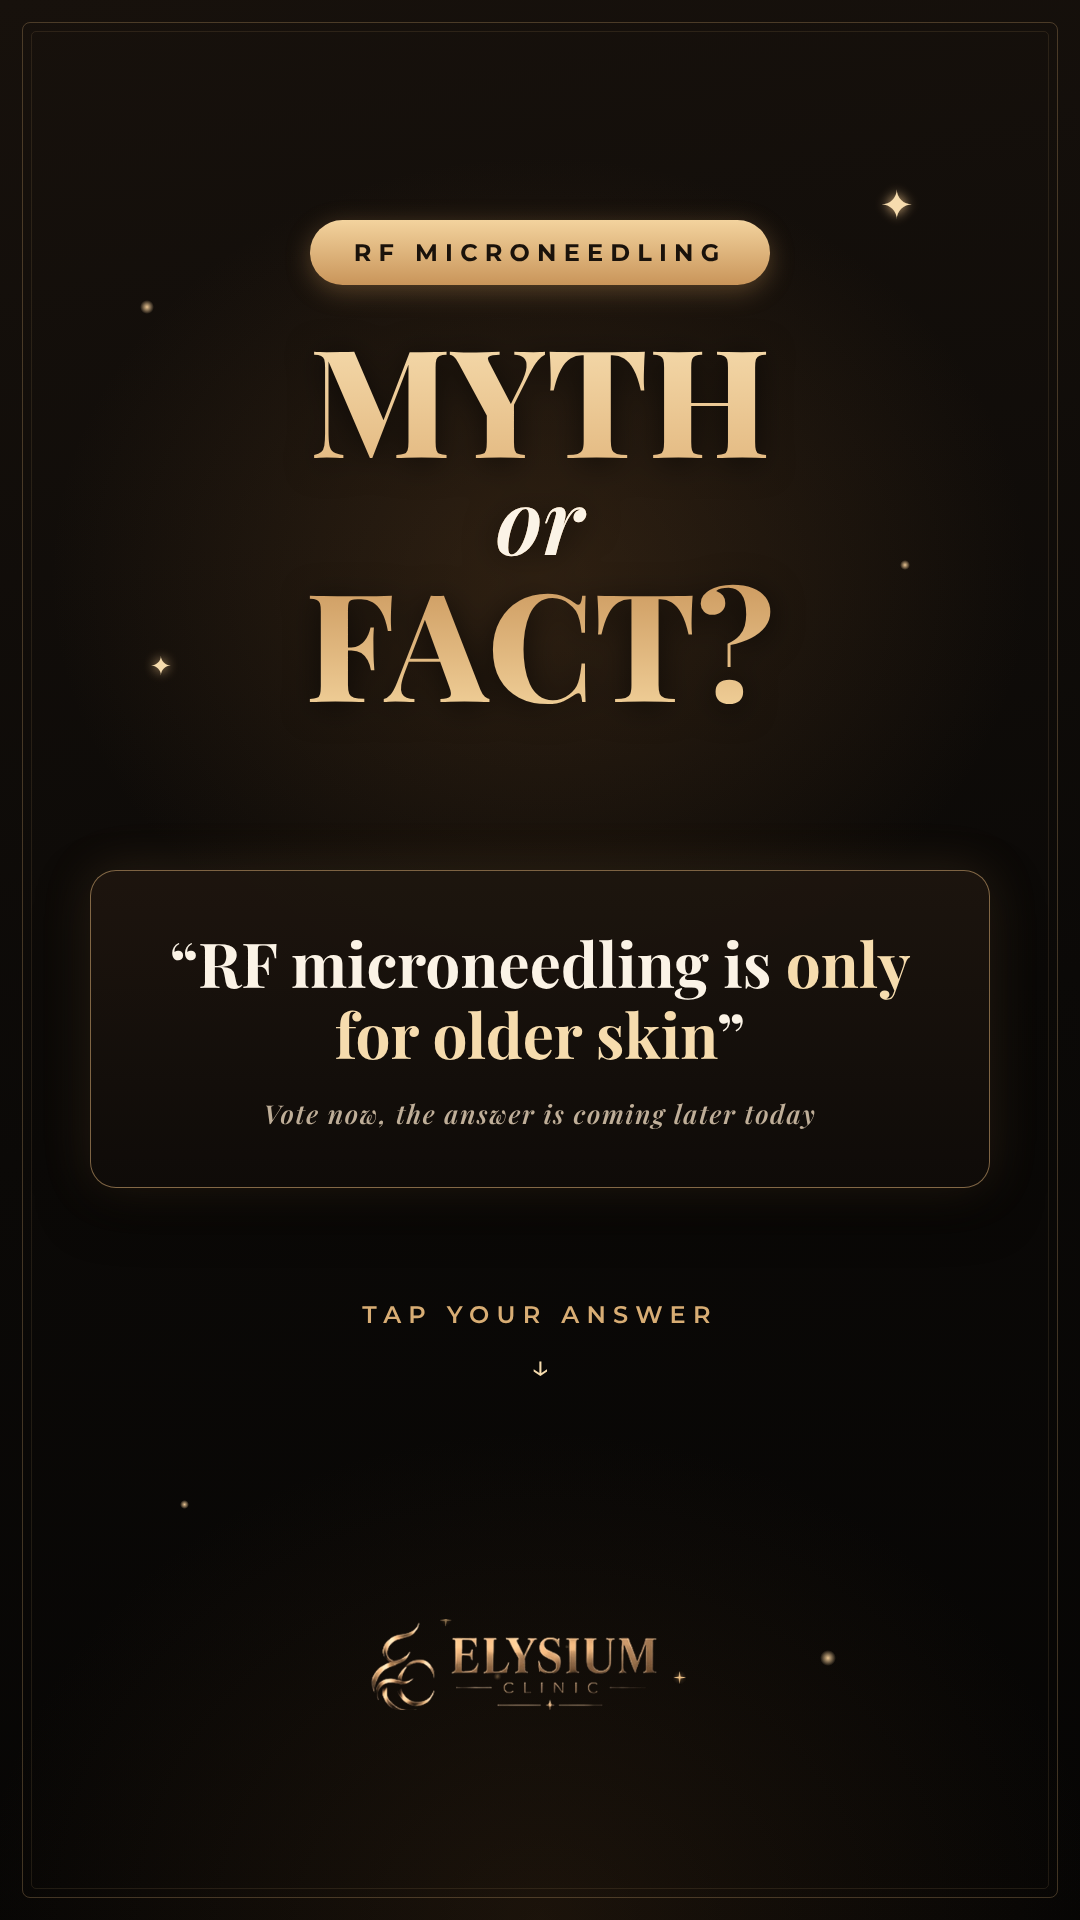 RF MICRONEEDLING
MYTH
or
FACT?
“RF microneedling is only
for older skin”
Vote now, the answer is coming later today
TAP YOUR ANSWER
↓
ELYSIUM
CLINIC